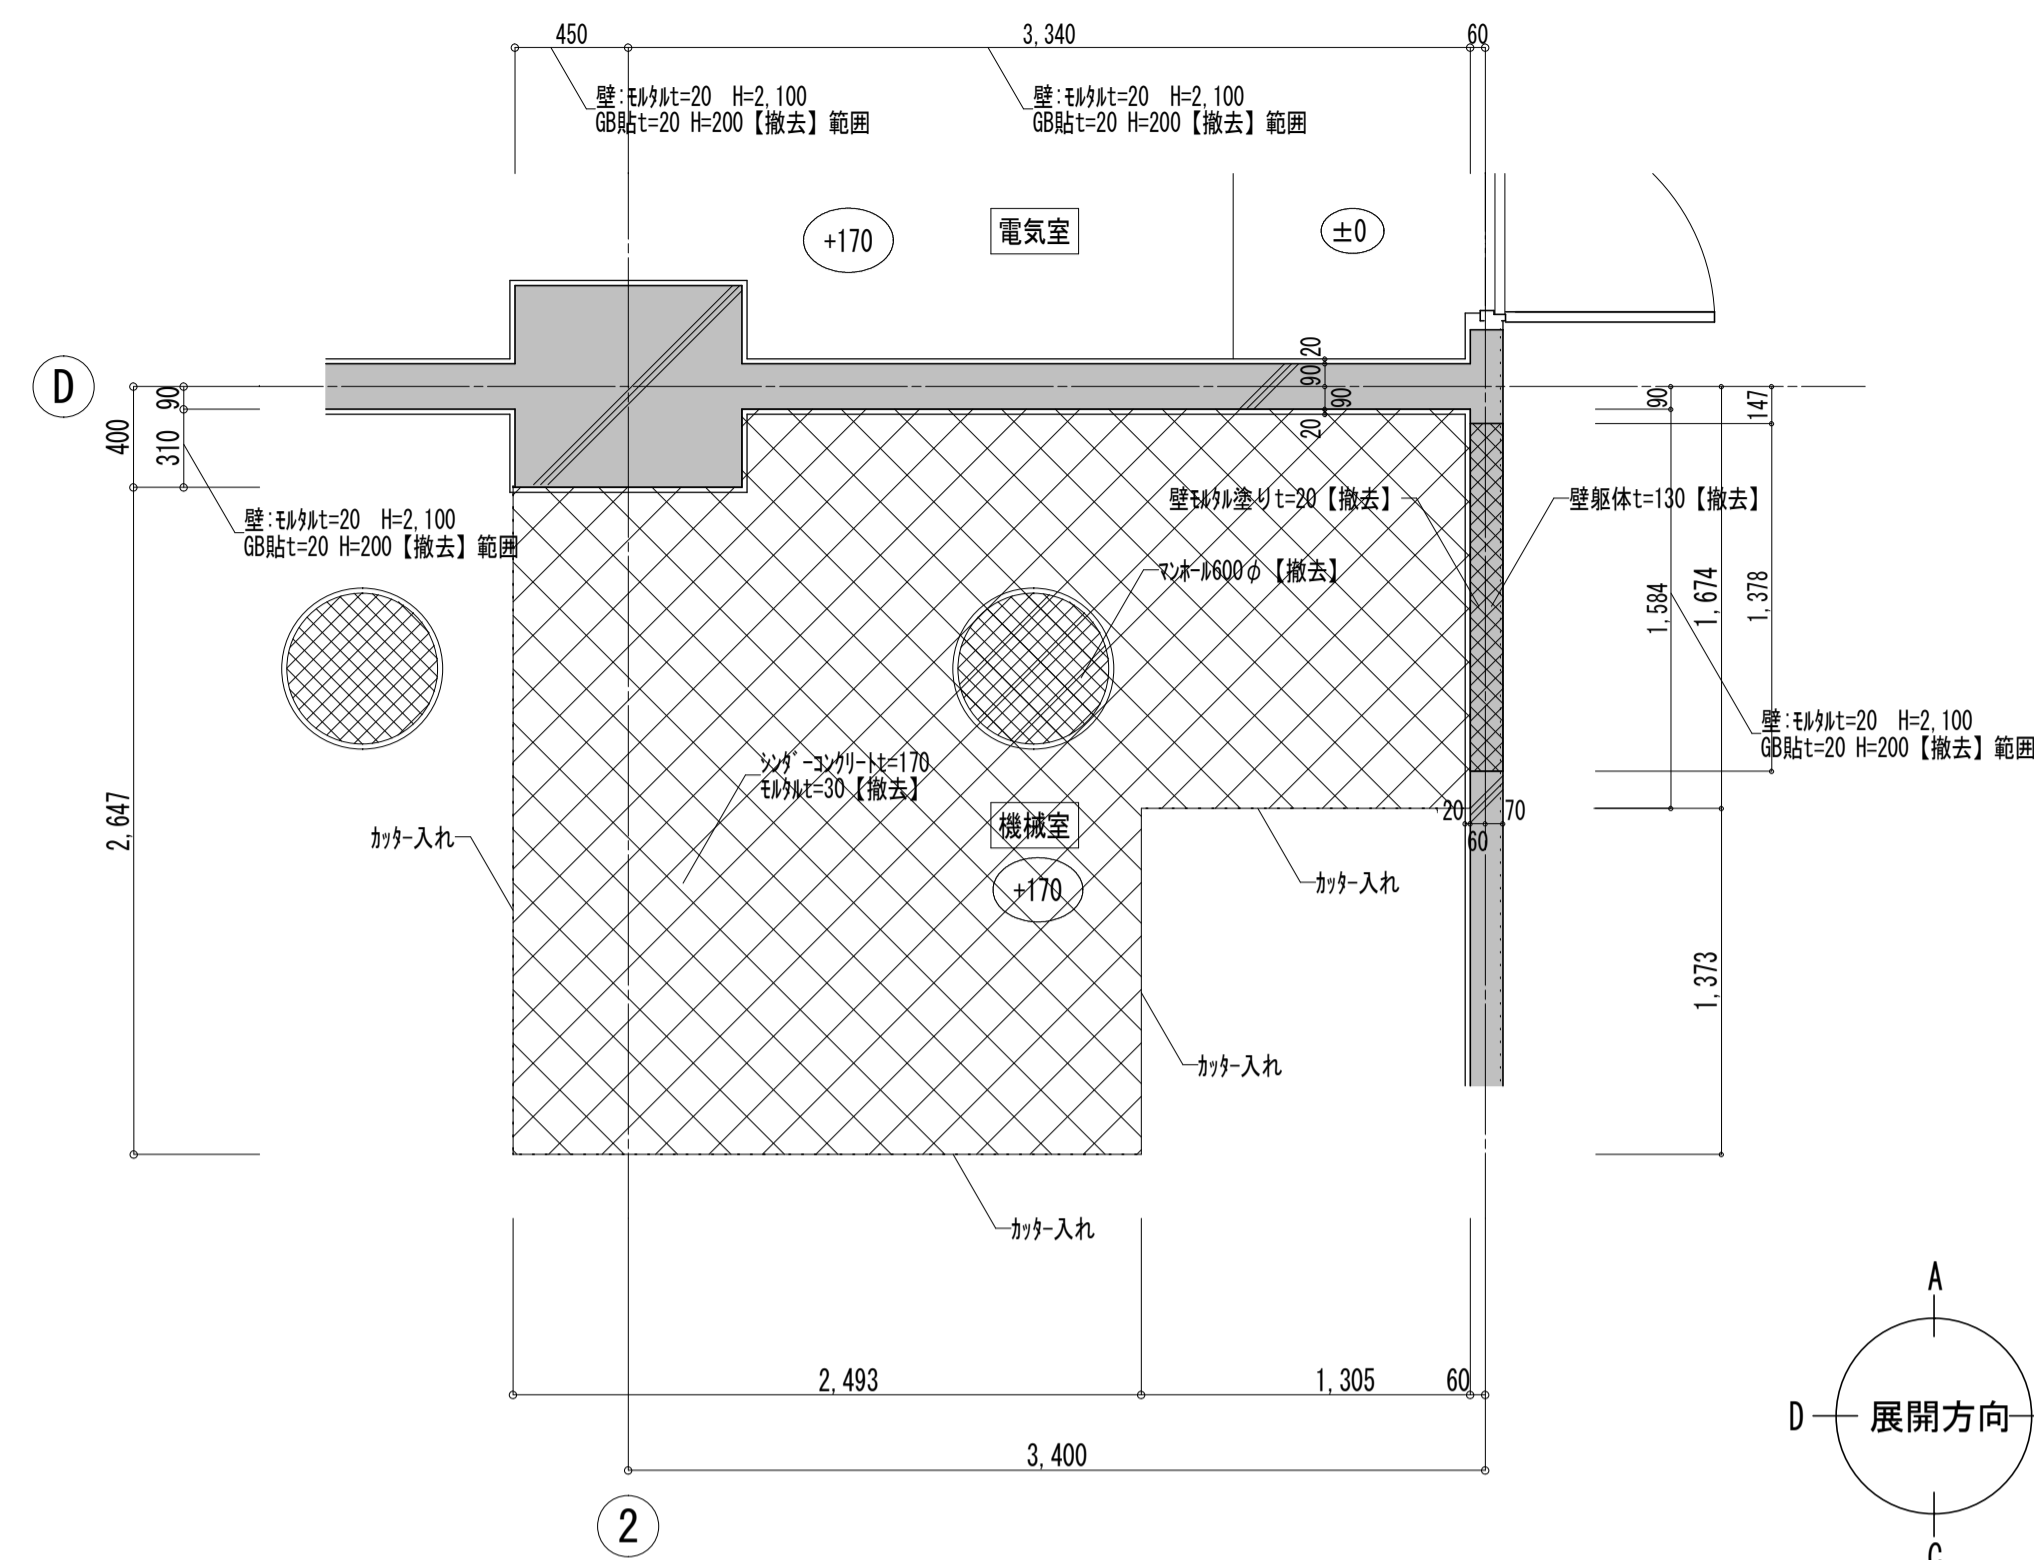 450
3,340
60
壁:モルタルt=20 H=2,100
GB貼t=20 H=200【撤去】範囲
壁:モルタルt=20 H=2,100
GB貼t=20 H=200【撤去】範囲
+170
電気室
±0
D
20
90
90
20
90
310
400
2,647
90
147
1,584
1,674
1,378
1,373
壁:モルタルt=20 H=2,100
GB貼t=20 H=200【撤去】範囲
壁モルタル塗りt=20【撤去】
壁躯体t=130【撤去】
マンホール600φ【撤去】
壁:モルタルt=20 H=2,100
GB貼t=20 H=200【撤去】範囲
シンダーコンクリートt=170
モルタルt=30【撤去】
機械室
+170
20
70
60
カッター入れ
カッター入れ
カッター入れ
カッター入れ
2,493
1,305
60
3,400
2
A
D
展開方向
C